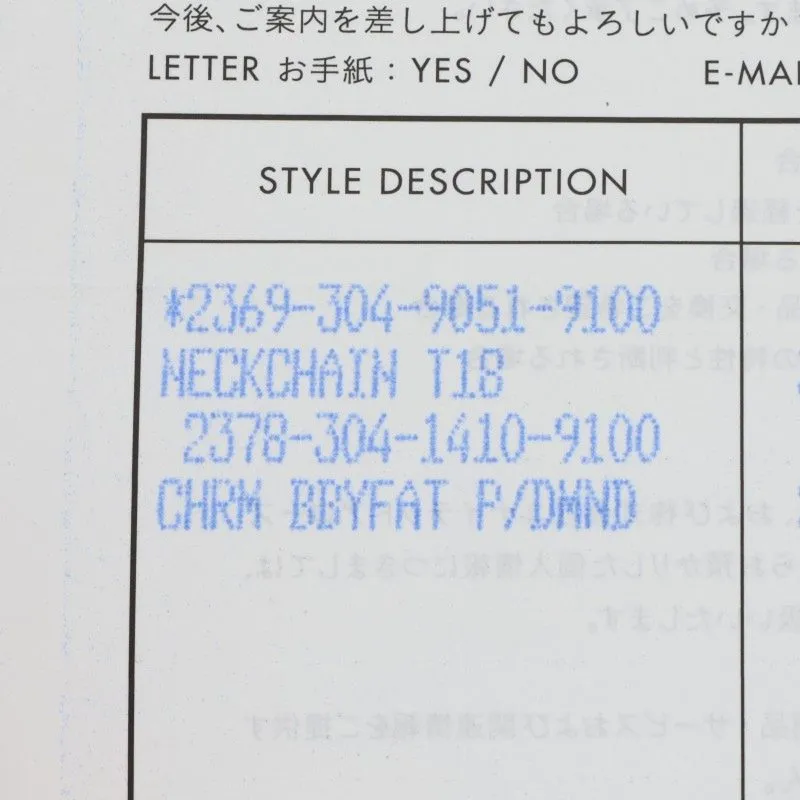 今後、ご案内を差し上げてもよろしいですか
LETTER お手紙 : YES / NO E-MAI
STYLE DESCRIPTION
*2369-304-9051-9100
NECKCHAIN T1B
2378-304-1410-9100
CHRM BBYFAT P/DMND